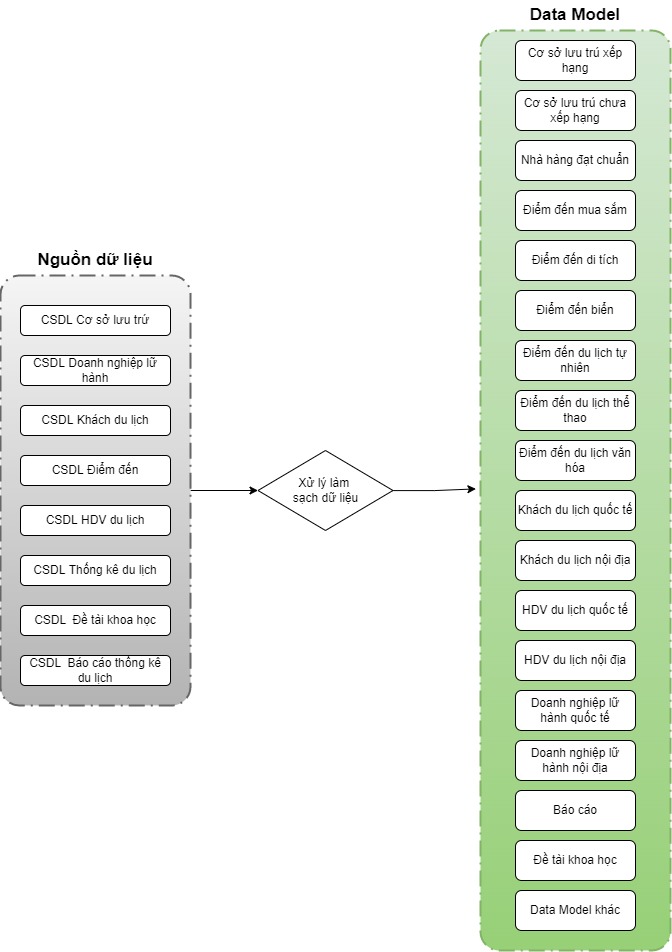 Data Model
Cơ sở lưu trú xếp
hạng
Cơ sở lưu trú chưa
xếp hạng
Nhà hàng đạt chuẩn
Điểm đến mua sắm
Điểm đến di tích
Điểm đến biển
Điểm đến du lịch tự
nhiên
Điểm đến du lịch thể
thao
Điểm đến du lịch văn
hóa
Khách du lịch quốc tế
Khách du lịch nội địa
HDV du lịch quốc tế
HDV du lịch nội địa
Doanh nghiệp lữ
hành quốc tế
Doanh nghiệp lữ
hành nội địa
Báo cáo
Đề tài khoa học
Data Model khác
Nguồn dữ liệu
CSDL Cơ sở lưu trứ
CSDL Doanh nghiệp lữ
hành
CSDL Khách du lịch
CSDL Điểm đến
CSDL HDV du lịch
CSDL Thống kê du lịch
CSDL Đề tài khoa học
CSDL Báo cáo thống kê
du lịch
Xử lý làm
sạch dữ liệu